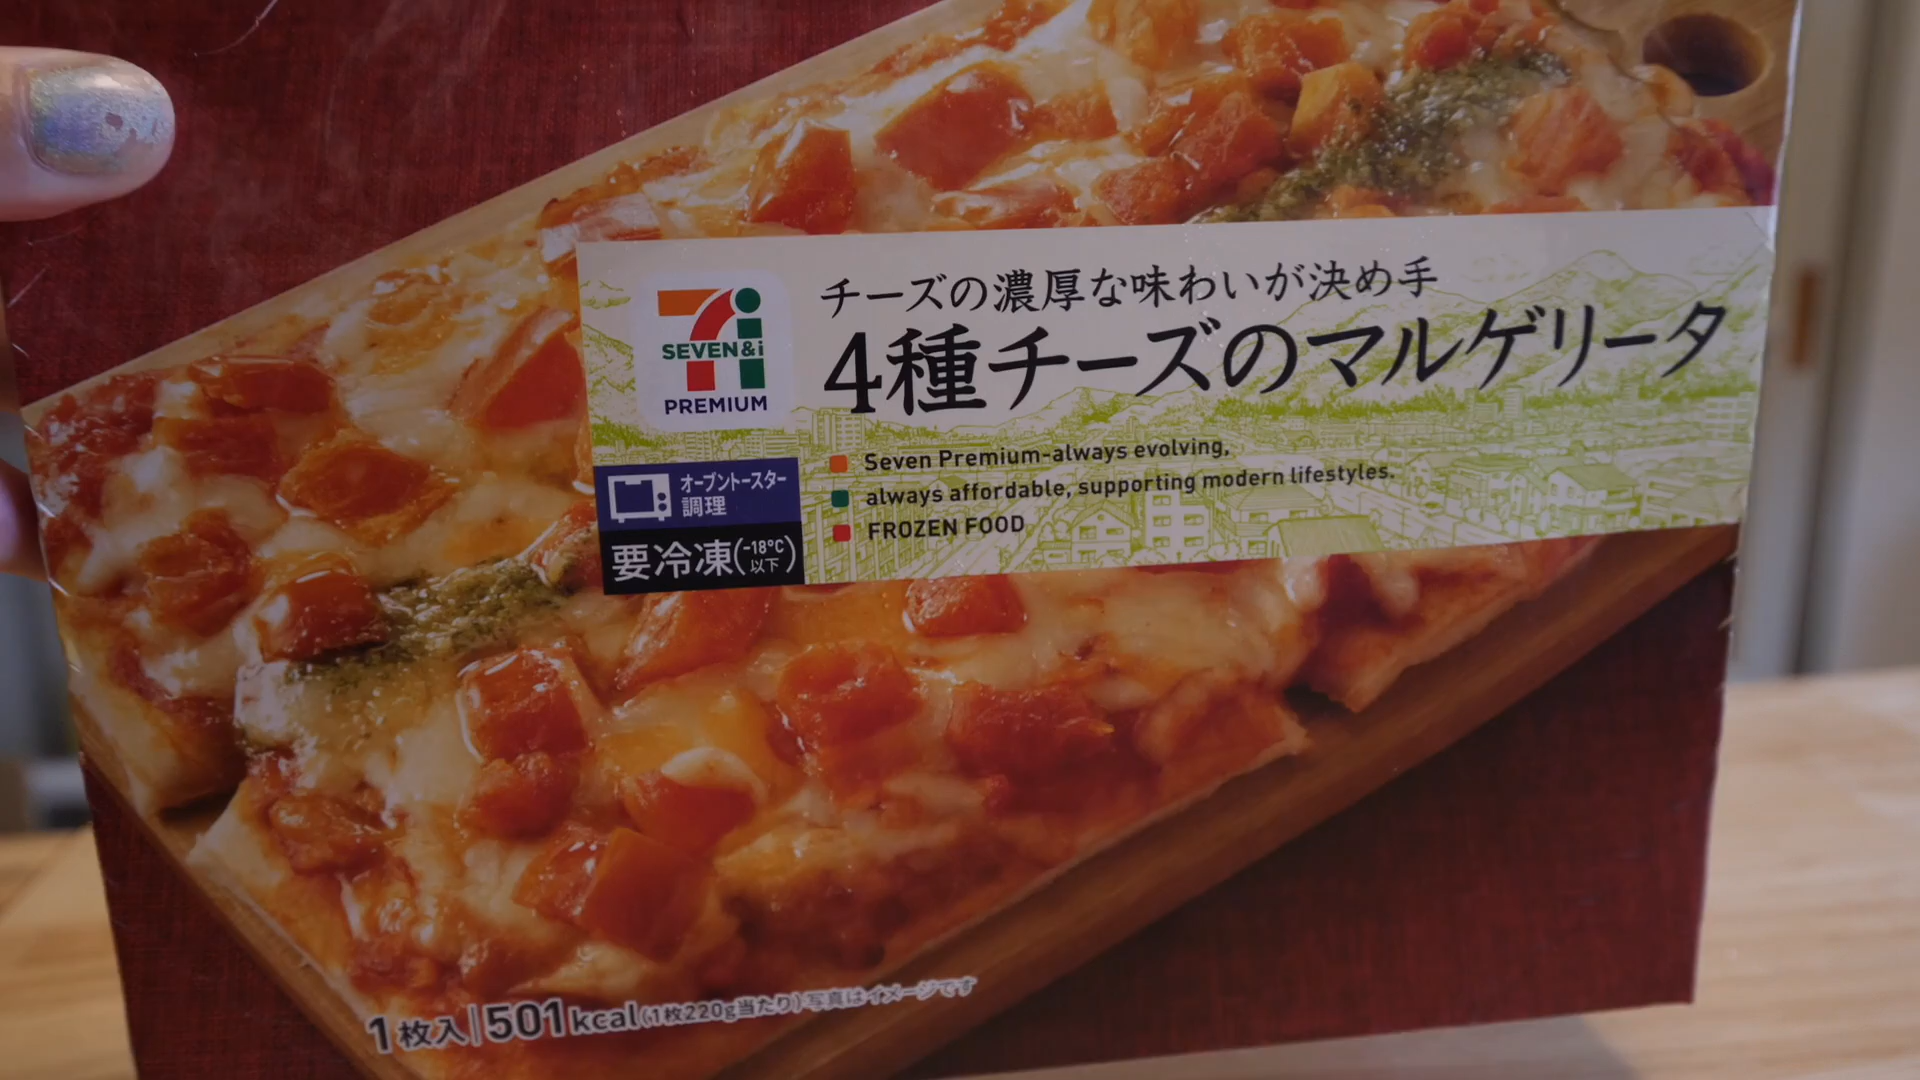 チーズの濃厚な味わいが決め手
4種チーズのマルゲリータ
SEVEN&i
PREMIUM
Seven Premium-always evolving,
always affordable, supporting modern lifestyles.
FROZEN FOOD
オーブントースター
調理
要冷凍(-18℃以下)
1枚入|501kcal(1枚220g当たり)写真はイメージです